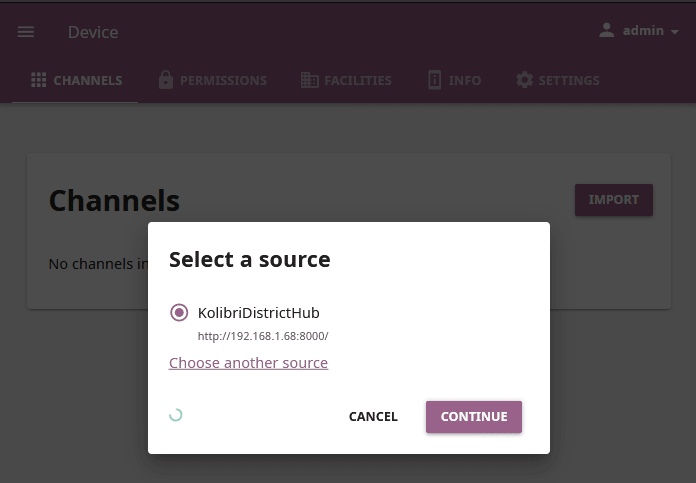 Device
admin
CHANNELS PERMISSIONS FACILITIES INFO SETTINGS
Channels
IMPORT
No channels in
Select a source
KolibriDistrictHub
http://192.168.1.68:8000/
Choose another source
CANCEL CONTINUE